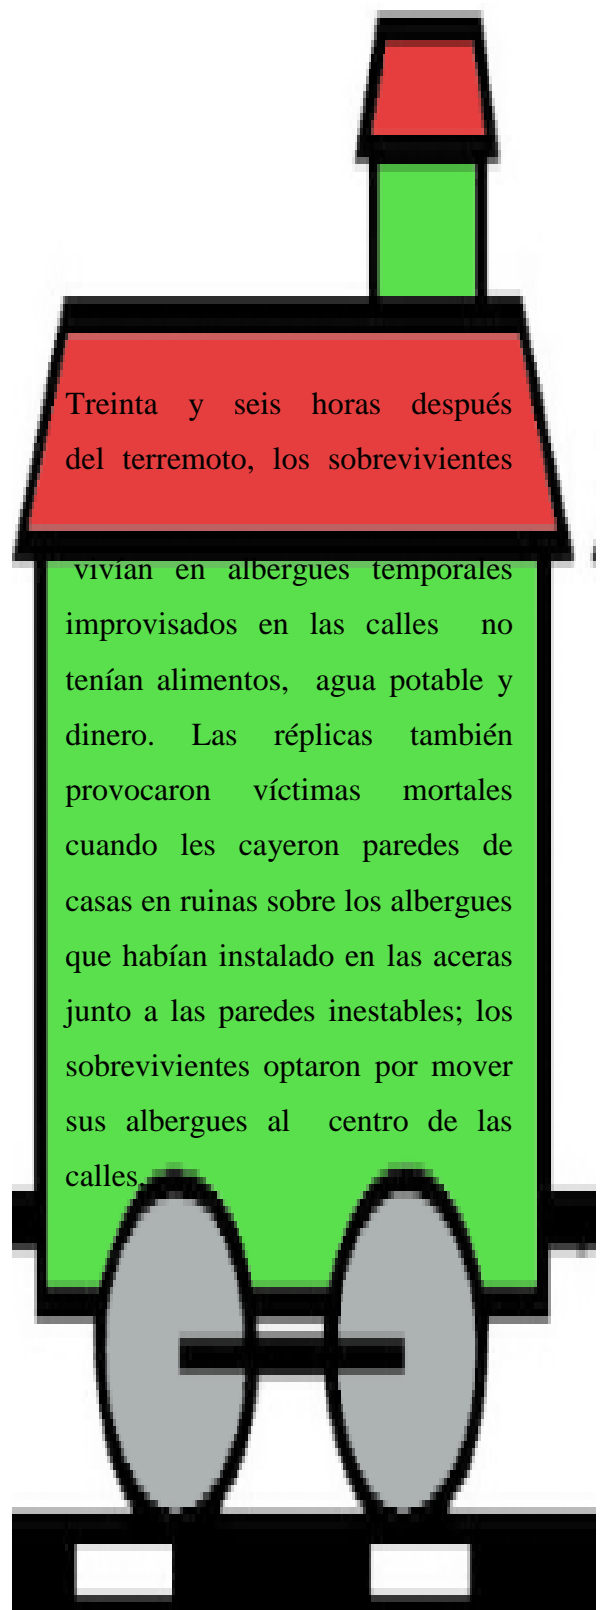 Treinta y seis horas después
del terremoto, los sobrevivientes
vivían en albergues temporales
improvisados en las calles no
tenían alimentos, agua potable y
dinero. Las réplicas también
provocaron víctimas mortales
cuando les cayeron paredes de
casas en ruinas sobre los albergues
que habían instalado en las aceras
junto a las paredes inestables; los
sobrevivientes optaron por mover
sus albergues al centro de las
calles.